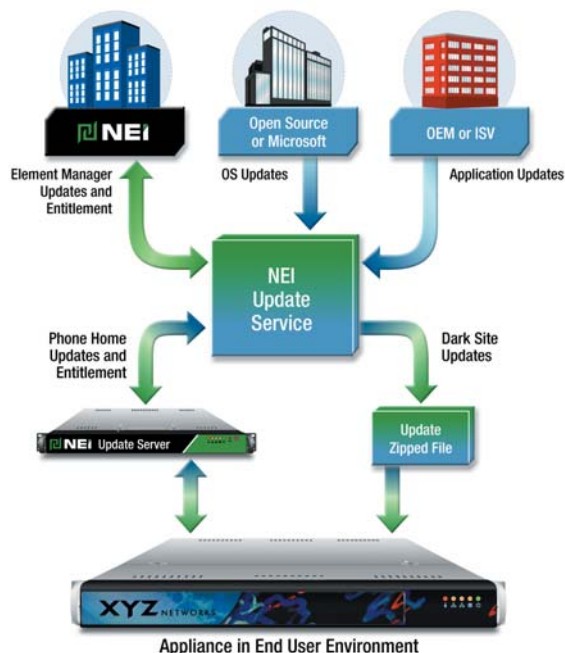 NEI
Open Source
or Microsoft
OEM or ISV
Element Manager
Updates and
Entitlement
OS Updates
Application Updates
NEI
Update
Service
Phone Home
Updates and
Entitlement
Dark Site
Updates
NEI Update Server
Update
Zipped File
XYZ NETWORKS
Appliance in End User Environment